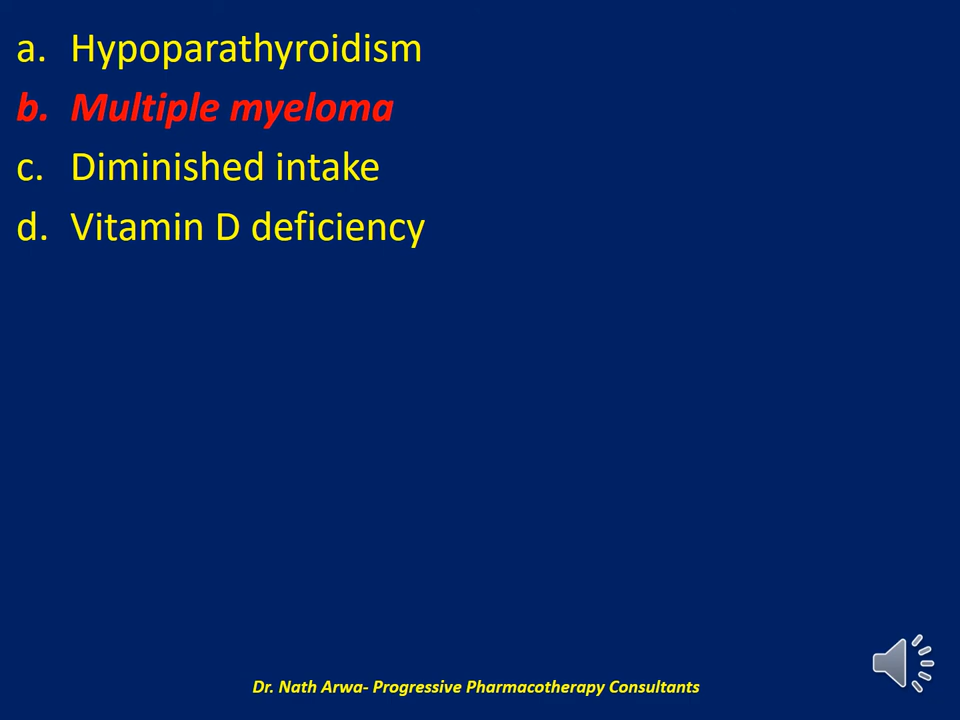 a. Hypoparathyroidism
b. Multiple myeloma
c. Diminished intake
d. Vitamin D deficiency
Dr. Nath Arwa- Progressive Pharmacotherapy Consultants